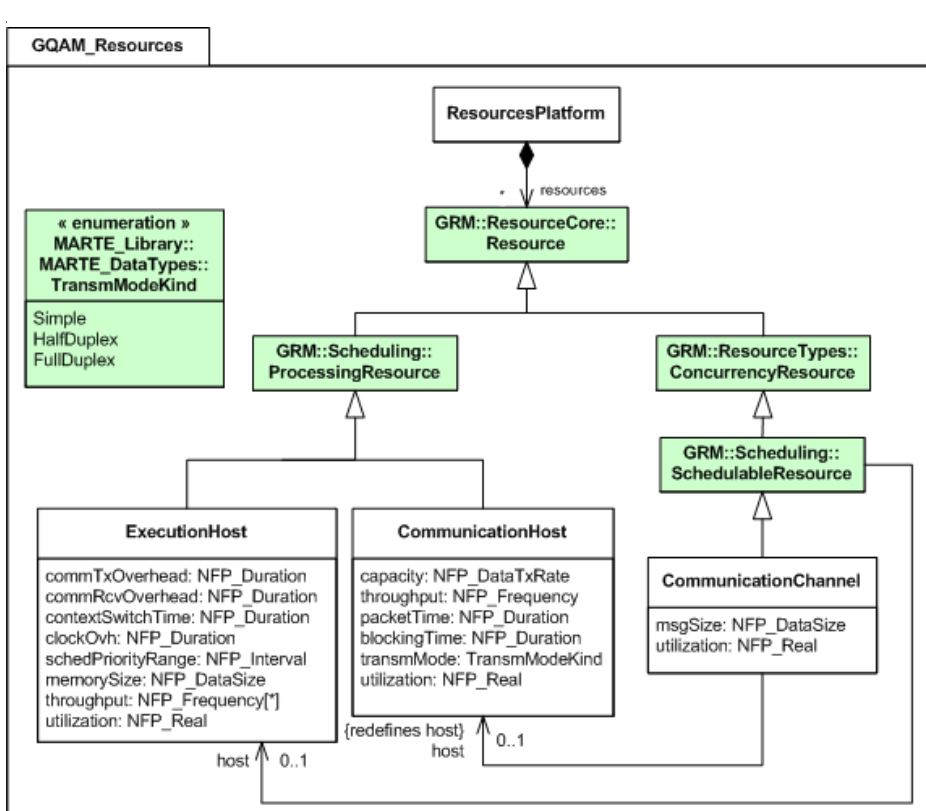 GQAM_Resources
ResourcesPlatform
*
resources
GRM::ResourceCore::
Resource
« enumeration »
MARTE_Library::
MARTE_DataTypes::
TransmModeKind
Simple
HalfDuplex
FullDuplex
GRM::Scheduling::
ProcessingResource
GRM::ResourceTypes::
ConcurrencyResource
GRM::Scheduling::
SchedulableResource
ExecutionHost
commTxOverhead: NFP_Duration
commRcvOverhead: NFP_Duration
contextSwitchTime: NFP_Duration
clockOvh: NFP_Duration
schedPriorityRange: NFP_Interval
memorySize: NFP_DataSize
throughput: NFP_Frequency[*]
utilization: NFP_Real
CommunicationHost
capacity: NFP_DataTxRate
throughput: NFP_Frequency
packetTime: NFP_Duration
blockingTime: NFP_Duration
transmMode: TransmModeKind
utilization: NFP_Real
CommunicationChannel
msgSize: NFP_DataSize
utilization: NFP_Real
{redefines host}
host
0..1
host
0..1